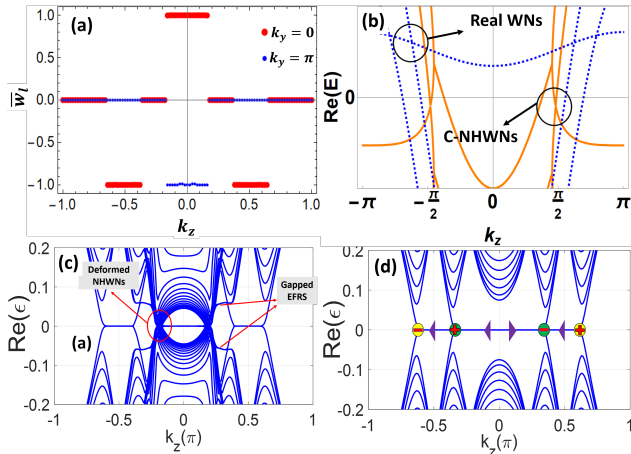 (a)
k_y = 0
k_y = π
w̅_l
1.0
0.5
0.0
-0.5
-1.0
-1.0 -0.5 0.0 0.5 1.0
k_z
(b)
Real WNs
C-NHWNs
Re(E)
0
-π -π/2 0 π/2 π
k_z
(c)
Deformed
NHWNs
Gapped
EFRS
(a)
Re(ϵ)
0.2
0.1
0
-0.1
-0.2
-1 -0.5 0 0.5 1
k_z(π)
(d)
Re(ϵ)
0.2
0.1
0
-0.1
-0.2
-1 -0.5 0 0.5 1
k_z(π)